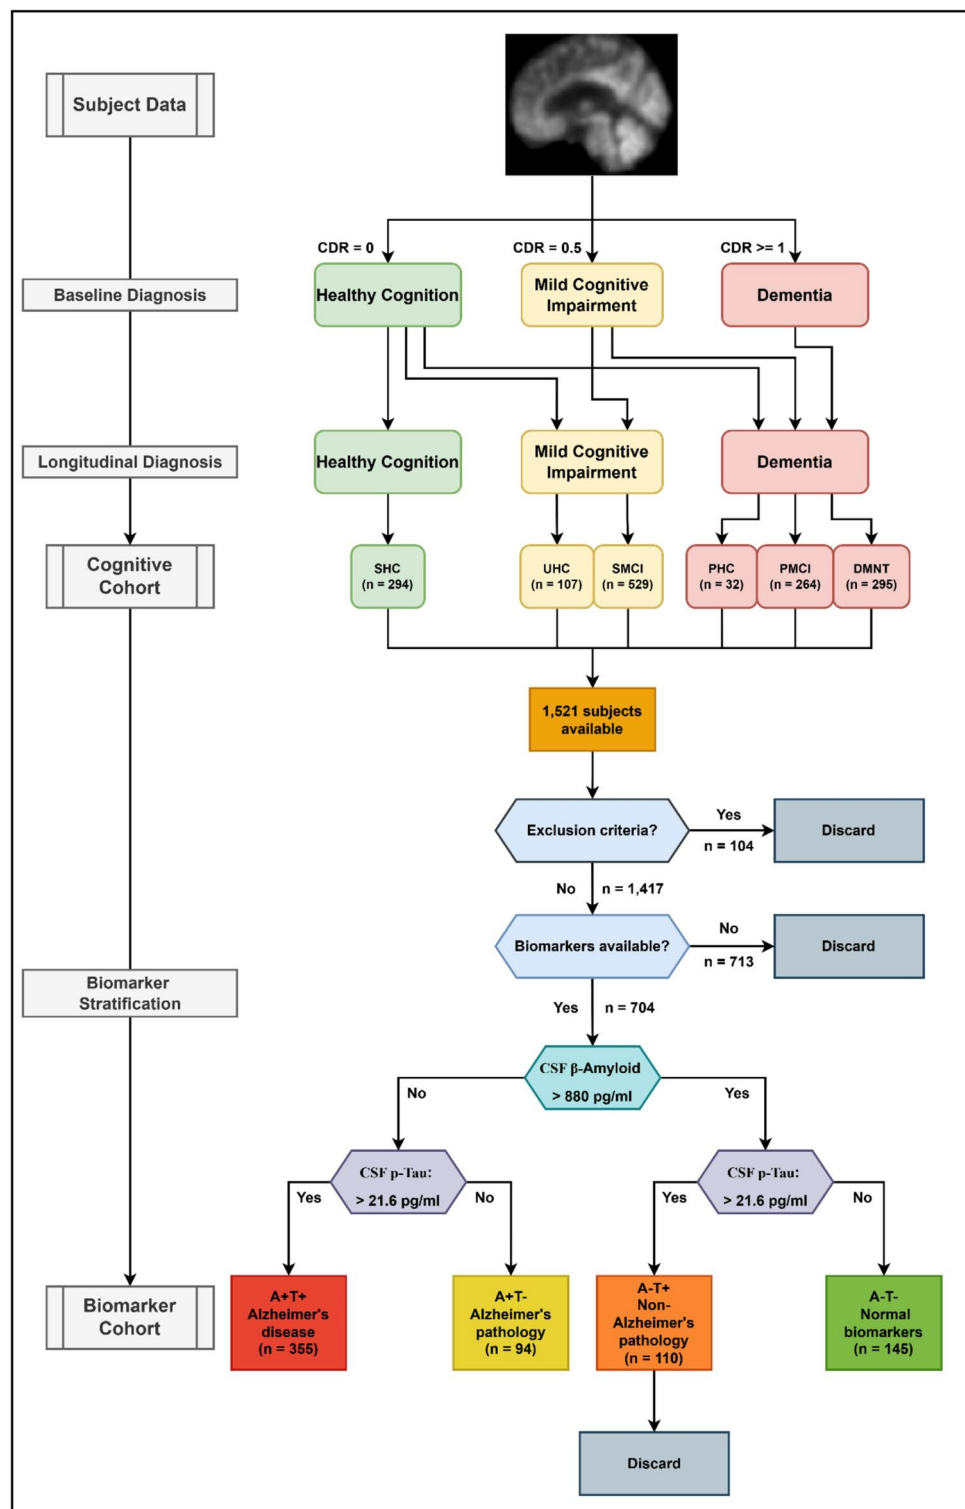 Subject Data
CDR = 0
CDR = 0.5
CDR >= 1
Baseline Diagnosis
Healthy Cognition
Mild Cognitive
Impairment
Dementia
Longitudinal Diagnosis
Healthy Cognition
Mild Cognitive
Impairment
Dementia
Cognitive
Cohort
SHC
(n = 294)
UHC
(n = 107)
SMCI
(n = 529)
PHC
(n = 32)
PMCI
(n = 264)
DMNT
(n = 295)
1,521 subjects
available
Exclusion criteria?
Yes
n = 104
Discard
No n = 1,417
Biomarkers available?
No
n = 713
Discard
Biomarker
Stratification
Yes n = 704
CSF β-Amyloid
> 880 pg/ml
No
Yes
CSF p-Tau:
> 21.6 pg/ml
Yes
No
CSF p-Tau:
> 21.6 pg/ml
Yes
No
Biomarker
Cohort
A+T+
Alzheimer's
disease
(n = 355)
A+T-
Alzheimer's
pathology
(n = 94)
A-T+
Non-
Alzheimer's
pathology
(n = 110)
A-T-
Normal
biomarkers
(n = 145)
Discard